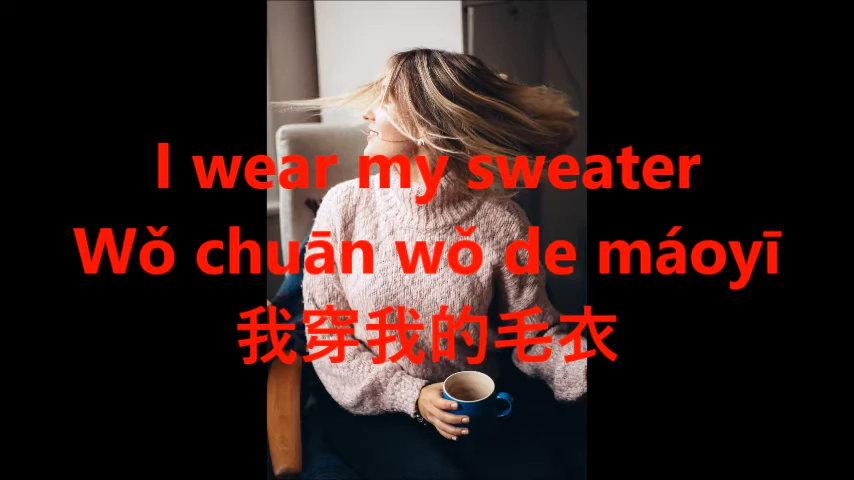 I wear my sweater
Wǒ chuān wǒ de máoyī
我穿我的毛衣